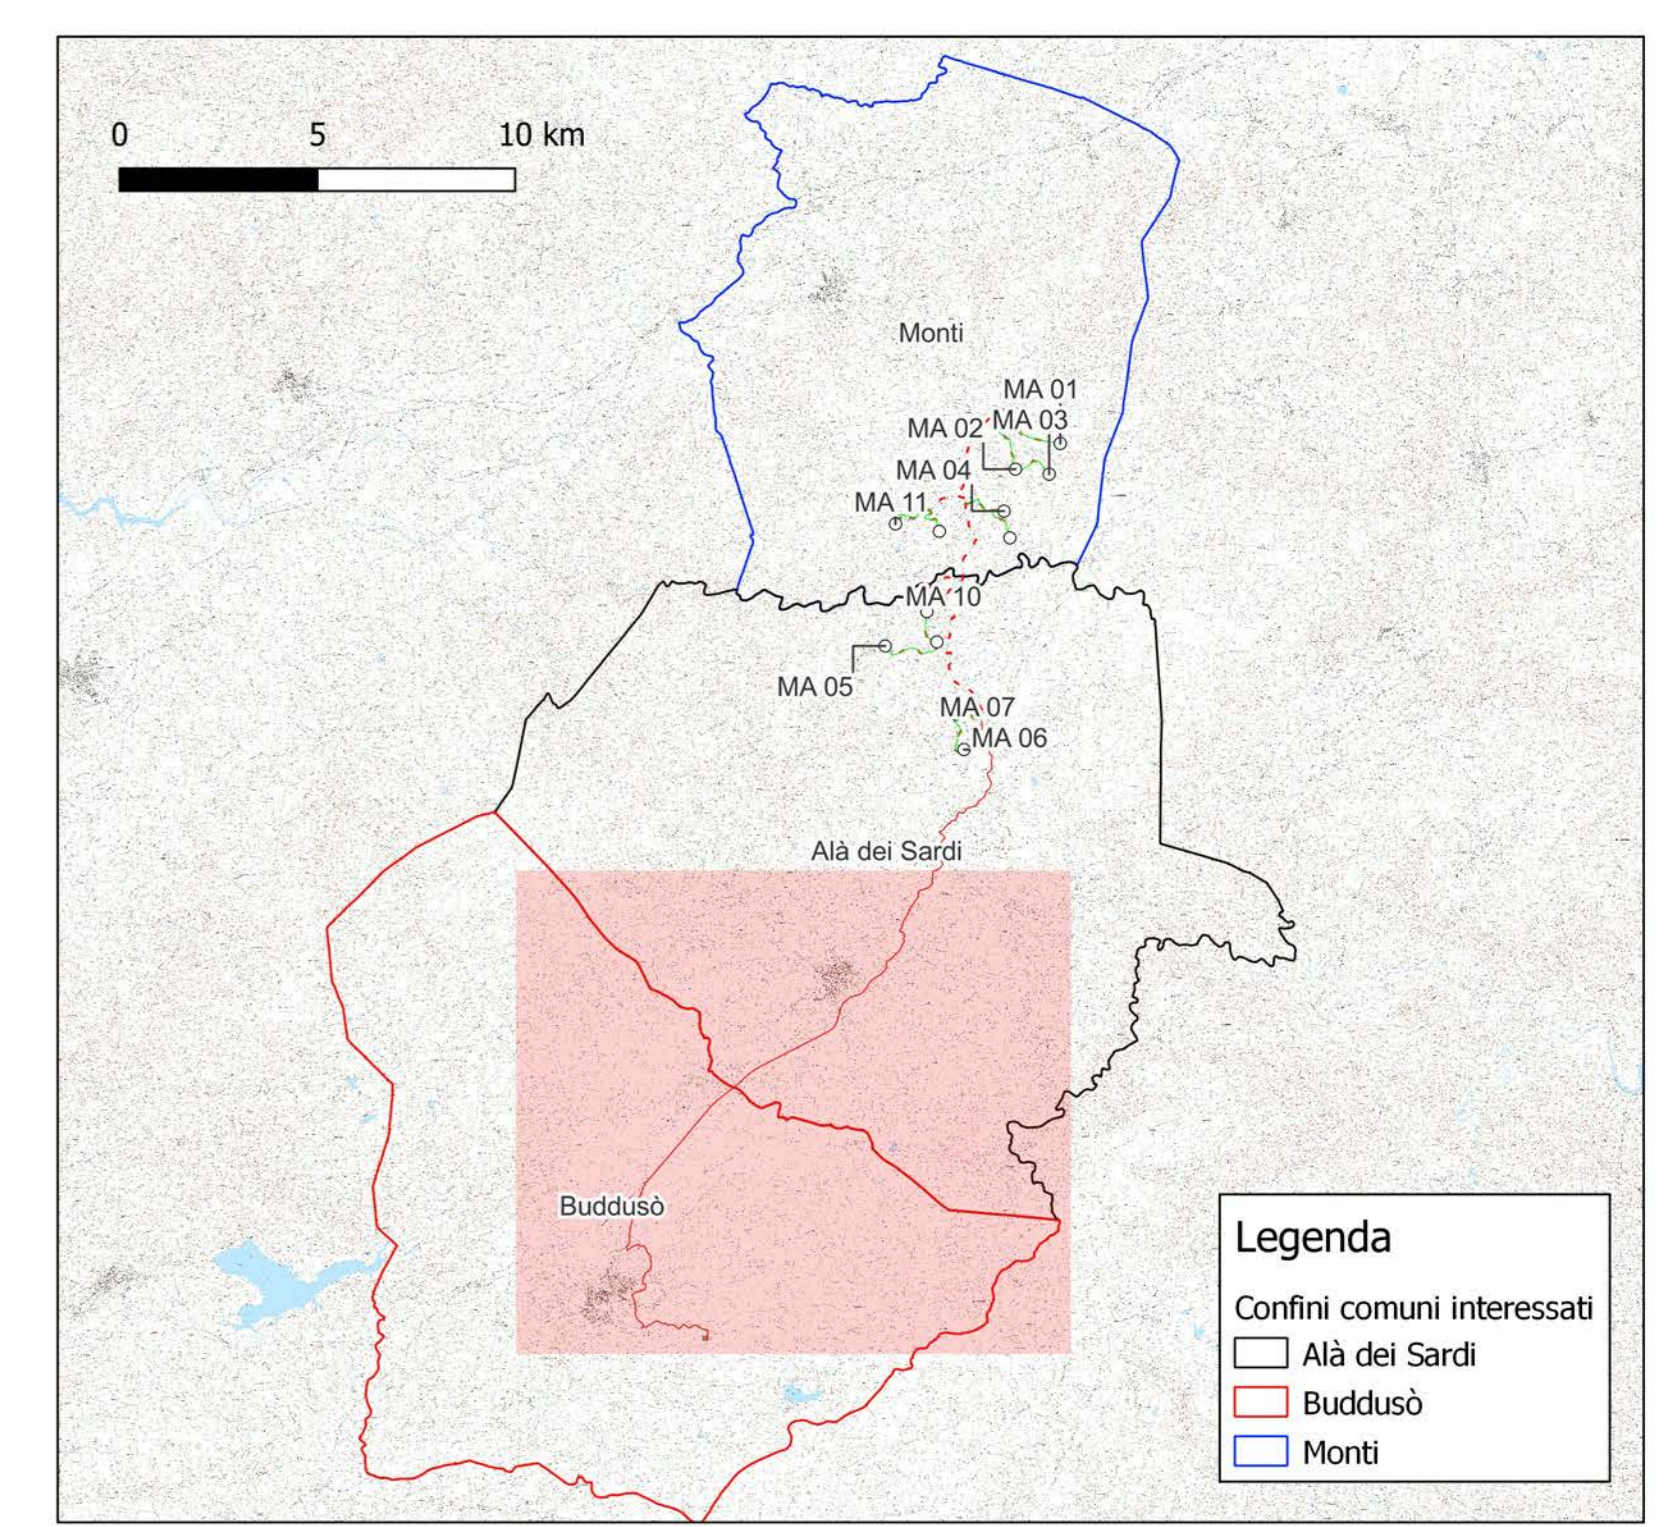 0 5 10 km
Monti
MA 01
MA 02 MA 03
MA 04
MA 11
MA 10
MA 05
MA 07
MA 06
Alà dei Sardi
Buddusò
Legenda
Confini comuni interessati
Alà dei Sardi
Buddusò
Monti